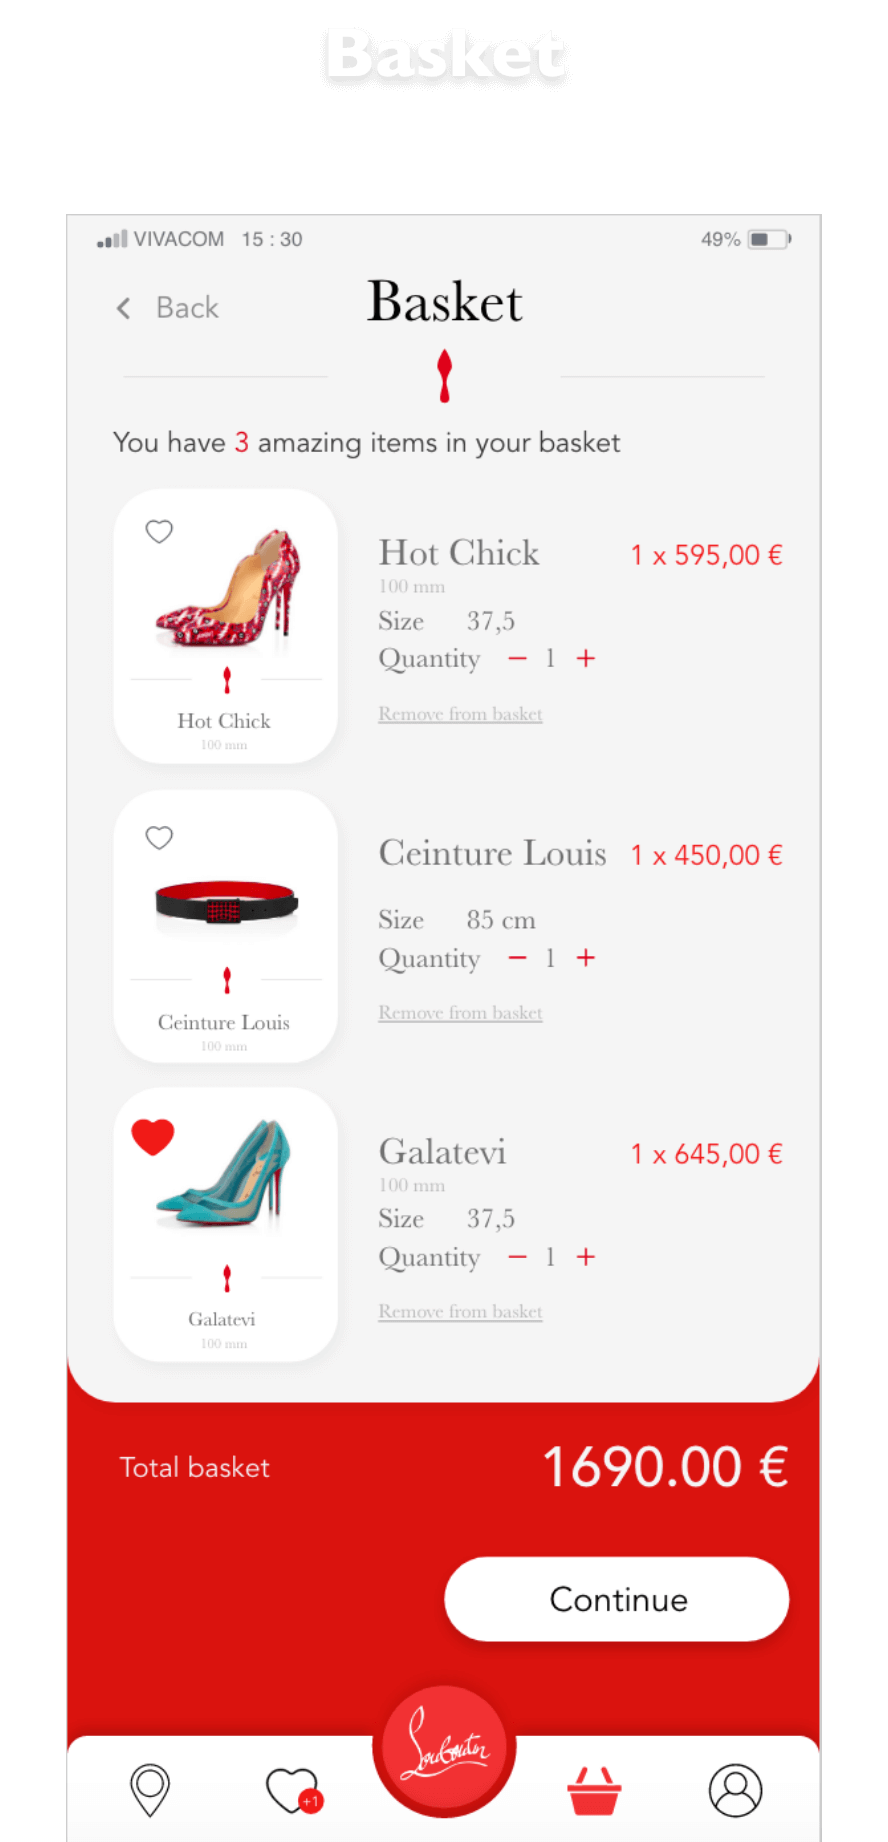 Basket
VIVACOM 15 : 30 49%
Back Basket
You have 3 amazing items in your basket
Hot Chick 1 x 595,00 €
100 mm
Size 37,5
Quantity − 1 +
Remove from basket
Hot Chick
100 mm
Ceinture Louis 1 x 450,00 €
Size 85 cm
Quantity − 1 +
Remove from basket
Ceinture Louis
100 mm
Galatevi 1 x 645,00 €
100 mm
Size 37,5
Quantity − 1 +
Remove from basket
Galatevi
100 mm
Total basket 1690.00 €
Continue
Louboutin
+1